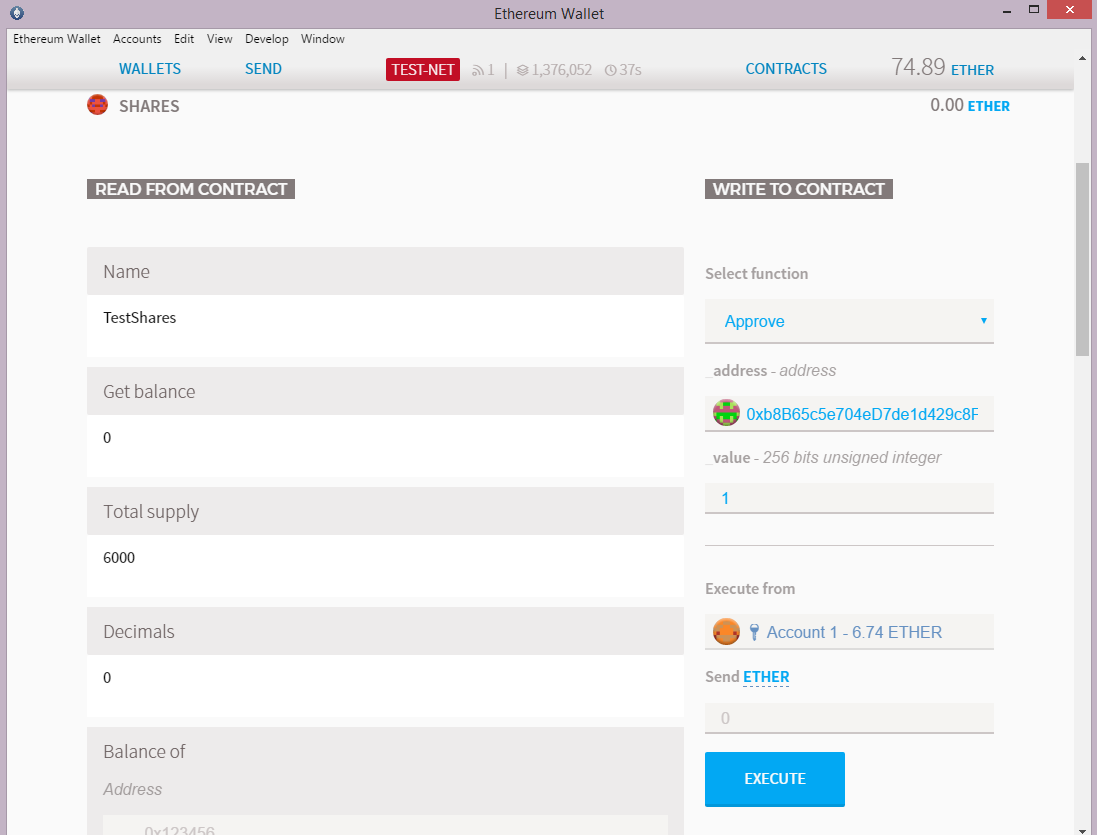 Ethereum Wallet
Ethereum Wallet Accounts Edit View Develop Window
WALLETS SEND TEST-NET 1 | 1,376,052 37s CONTRACTS 74.89 ETHER
SHARES 0.00 ETHER
READ FROM CONTRACT
Name
TestShares
Get balance
0
Total supply
6000
Decimals
0
Balance of
Address
0x123456
WRITE TO CONTRACT
Select function
Approve
_address - address
0xb8B65c5e704eD7de1d429c8F
_value - 256 bits unsigned integer
1
Execute from
Account 1 - 6.74 ETHER
Send ETHER
0
EXECUTE